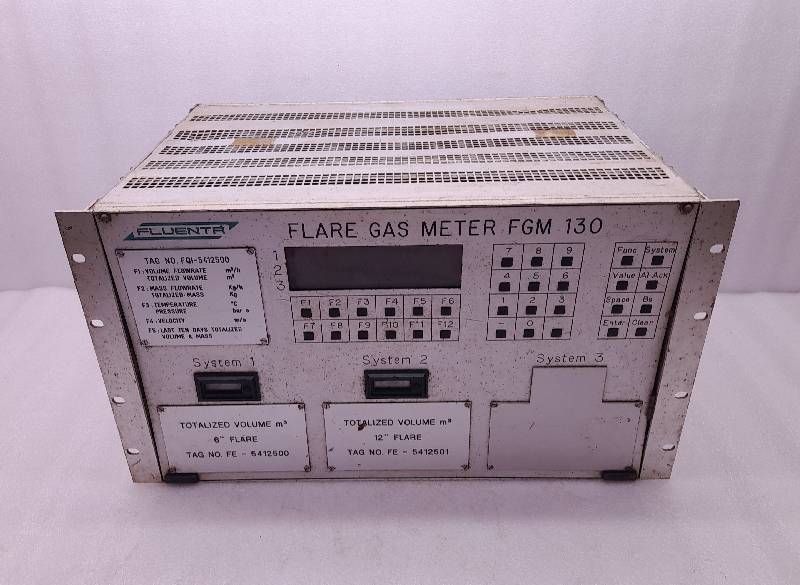 FLUENTA
FLARE GAS METER FGM 130
TAG NO. FQI-5412500
F1: VOLUME FLOWRATE m³/h
TOTALIZED VOLUME m³
F2: MASS FLOWRATE Kg/h
TOTALIZED MASS Kg
F3: TEMPERATURE °C
PRESSURE bar a
F4: VELOCITY m/s
F5: LAST TEN DAYS TOTALIZED
VOLUME & MASS
1
2
3
F1 F2 F3 F4 F5 F6
F7 F8 F9 F10 F11 F12
7 8 9
4 5 6
1 2 3
- 0 .
Func System
Value Al.Ack
Space Bs
Enter Clear
System 1
System 2
System 3
TOTALIZED VOLUME m³
6" FLARE
TAG NO. FE - 5412500
TOTALIZED VOLUME m³
12" FLARE
TAG NO. FE - 5412501